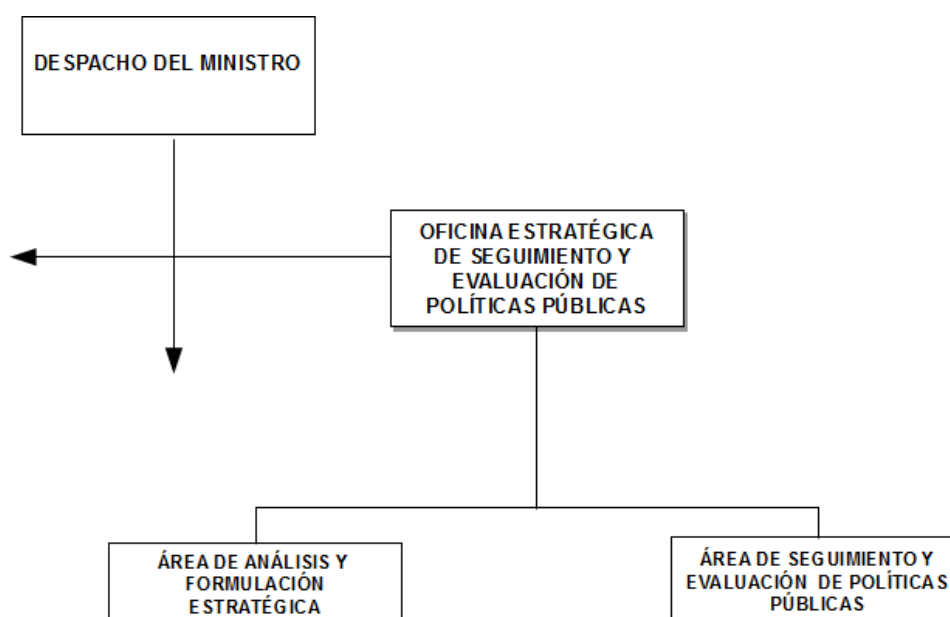 DESPACHO DEL MINISTRO
OFICINA ESTRATÉGICA
DE SEGUIMIENTO Y
EVALUACIÓN DE
POLÍTICAS PÚBLICAS
ÁREA DE ANÁLISIS Y
FORMULACIÓN
ESTRATÉGICA
ÁREA DE SEGUIMIENTO Y
EVALUACIÓN DE POLÍTICAS
PÚBLICAS